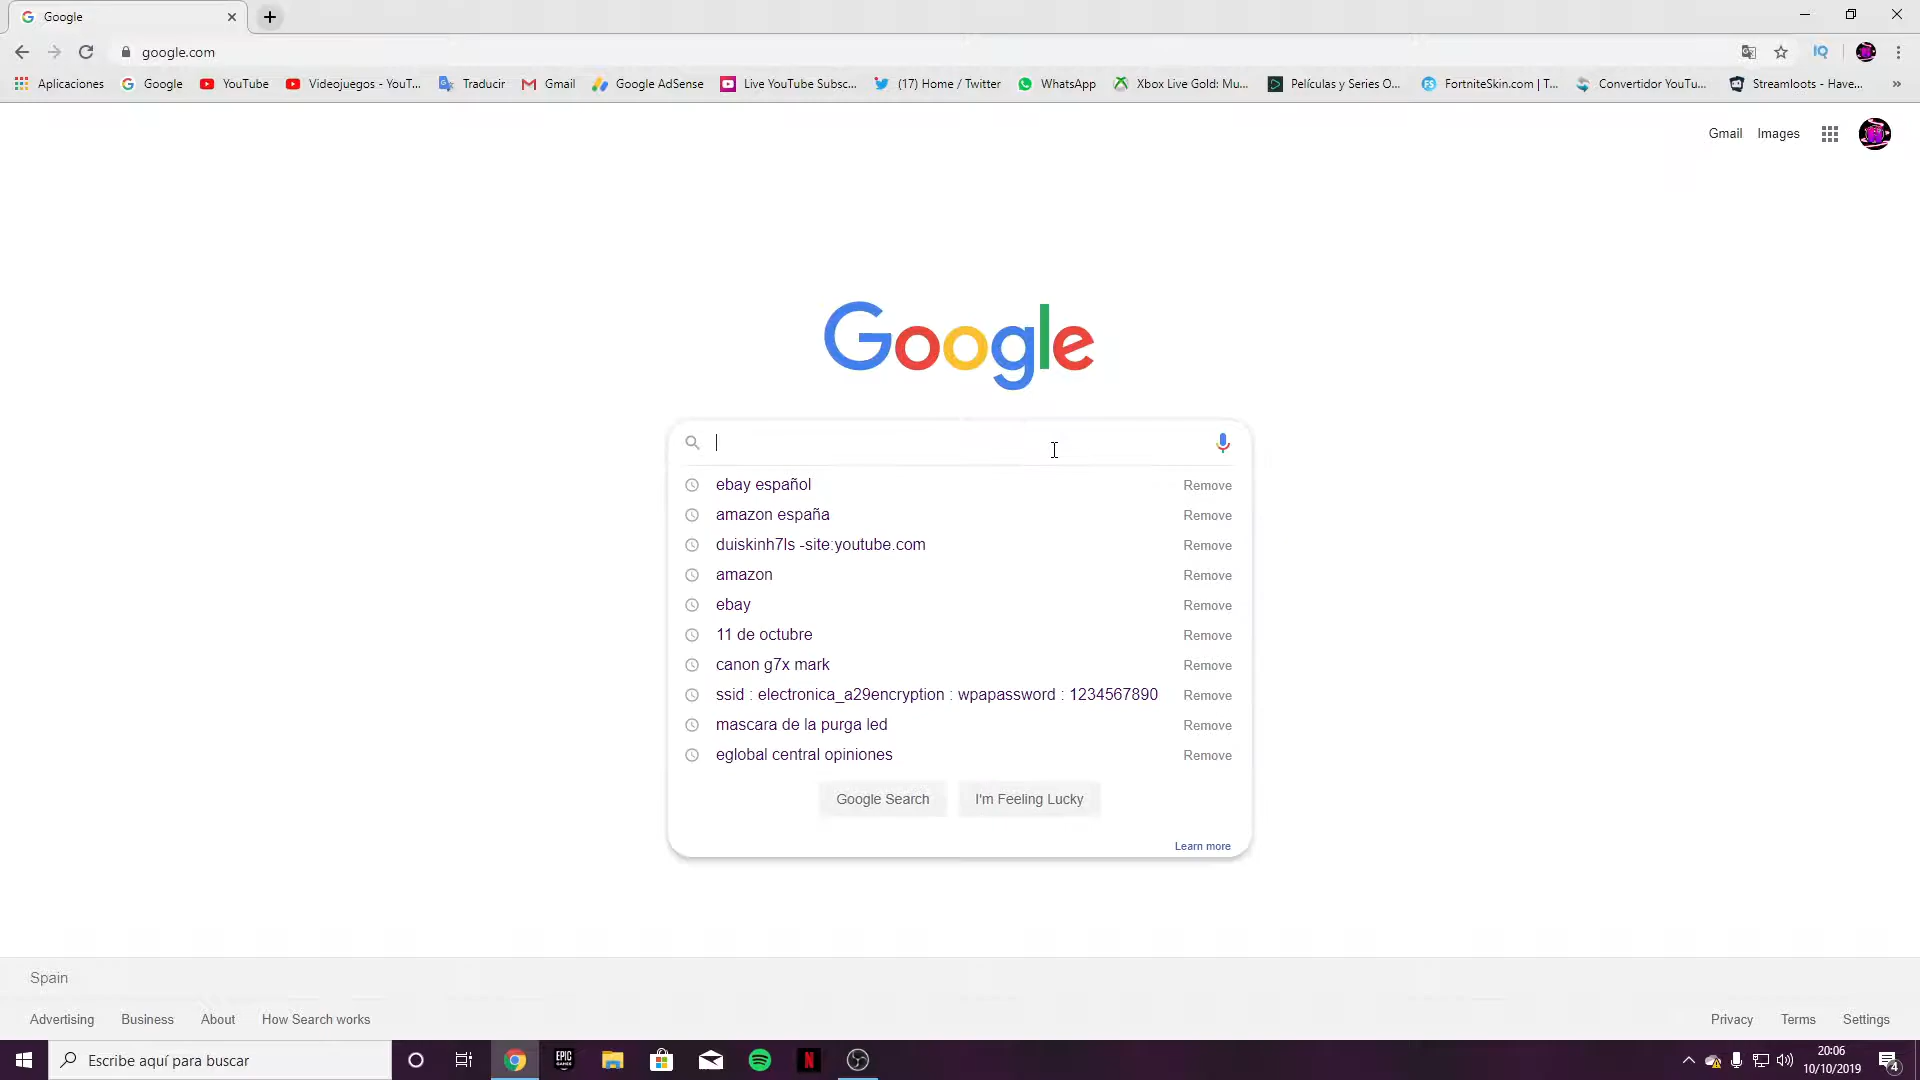 Google
google.com
Aplicaciones Google YouTube Videojuegos - YouT... Traducir Gmail Google AdSense Live YouTube Subsc... (17) Home / Twitter WhatsApp Xbox Live Gold: Mu... Películas y Series O... FortniteSkin.com | T... Convertidor YouTu... Streamloots - Have... »
Gmail Images
Google
ebay español Remove
amazon españa Remove
duiskinh7ls -site:youtube.com Remove
amazon Remove
ebay Remove
11 de octubre Remove
canon g7x mark Remove
ssid : electronica_a29encryption : wpapassword : 1234567890 Remove
mascara de la purga led Remove
eglobal central opiniones Remove
Google Search I'm Feeling Lucky
Learn more
Spain
Advertising Business About How Search works Privacy Terms Settings
Escribe aquí para buscar
EPIC GAMES
20:06
10/10/2019
4